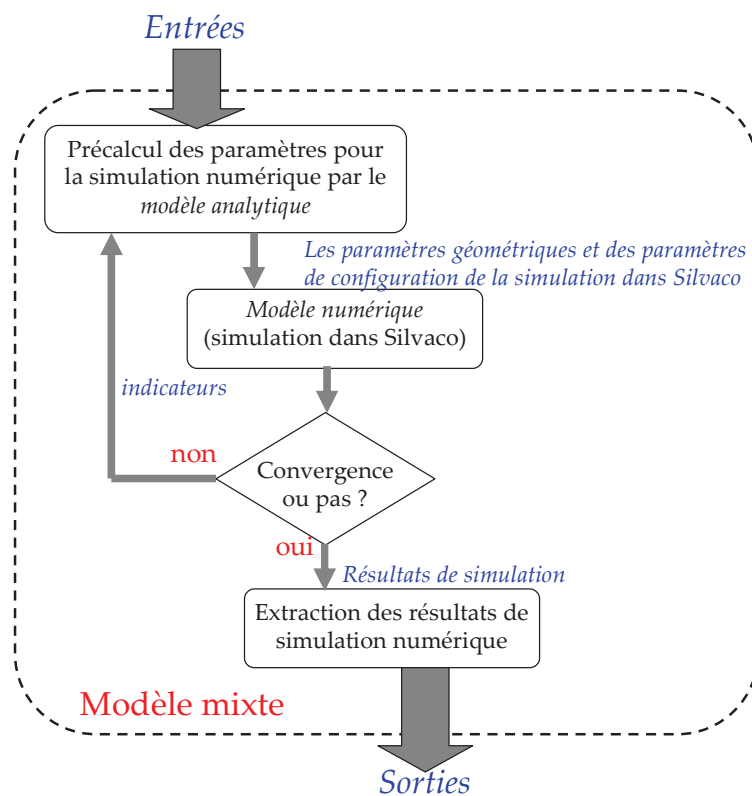 Entrées
Précalcul des paramètres pour
la simulation numérique par le
modèle analytique
Les paramètres géométriques et des paramètres
de configuration de la simulation dans Silvaco
Modèle numérique
(simulation dans Silvaco)
indicateurs
non
Convergence
ou pas ?
oui
Résultats de simulation
Extraction des résultats de
simulation numérique
Modèle mixte
Sorties